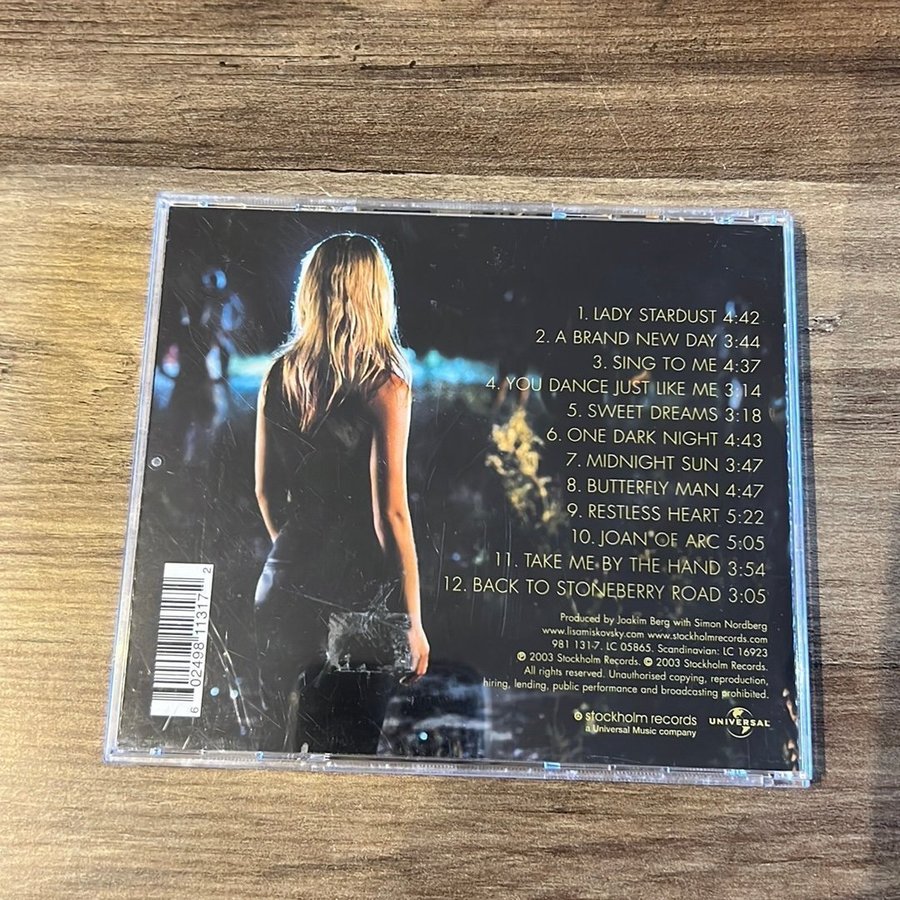 1. LADY STARDUST 4:42
2. A BRAND NEW DAY 3:44
3. SING TO ME 4:37
4. YOU DANCE JUST LIKE ME 3:14
5. SWEET DREAMS 3:18
6. ONE DARK NIGHT 4:43
7. MIDNIGHT SUN 3:47
8. BUTTERFLY MAN 4:47
9. RESTLESS HEART 5:22
10. JOAN OF ARC 5:05
11. TAKE ME BY THE HAND 3:54
12. BACK TO STONEBERRY ROAD 3:05
Produced by Joakim Berg with Simon Nordberg
www.lisamiskovsky.com www.stockholmrecords.com
981 131-7. LC 05865. Scandinavian: LC 16923
℗ 2003 Stockholm Records. © 2003 Stockholm Records.
All rights reserved. Unauthorised copying, reproduction,
hiring, lending, public performance and broadcasting prohibited.
stockholm records
a Universal Music company
UNIVERSAL
6 02498 11317 2